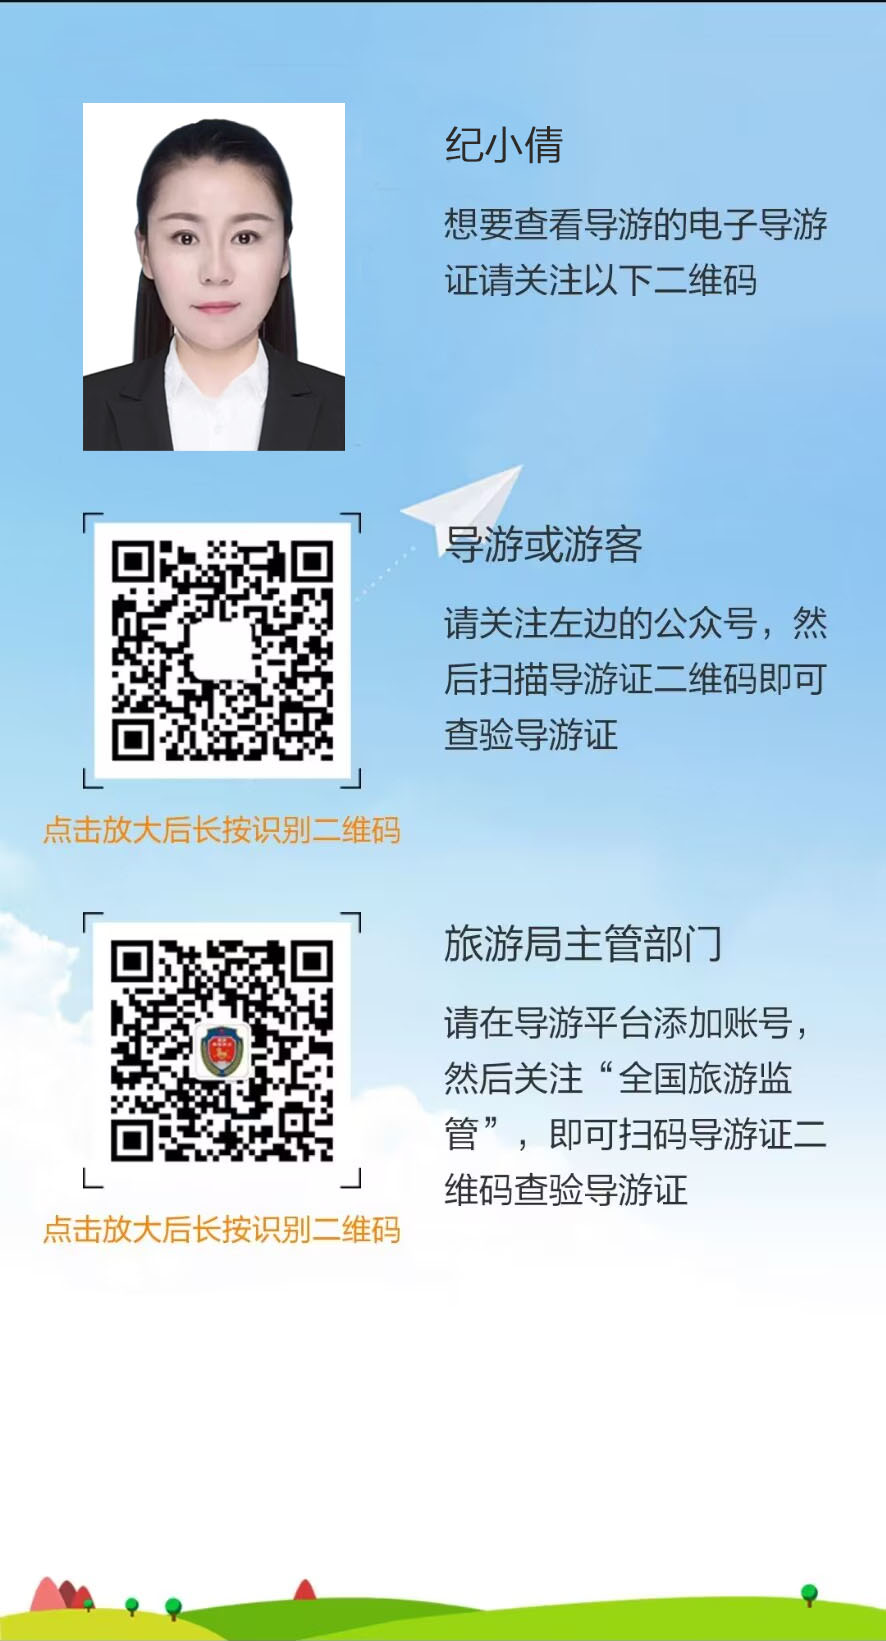 纪小倩
想要查看导游的电子导游
证请关注以下二维码
导游或游客
请关注左边的公众号，然
后扫描导游证二维码即可
查验导游证
点击放大后长按识别二维码
旅游局主管部门
请在导游平台添加账号，
然后关注“全国旅游监
管”，即可扫码导游证二
维码查验导游证
点击放大后长按识别二维码